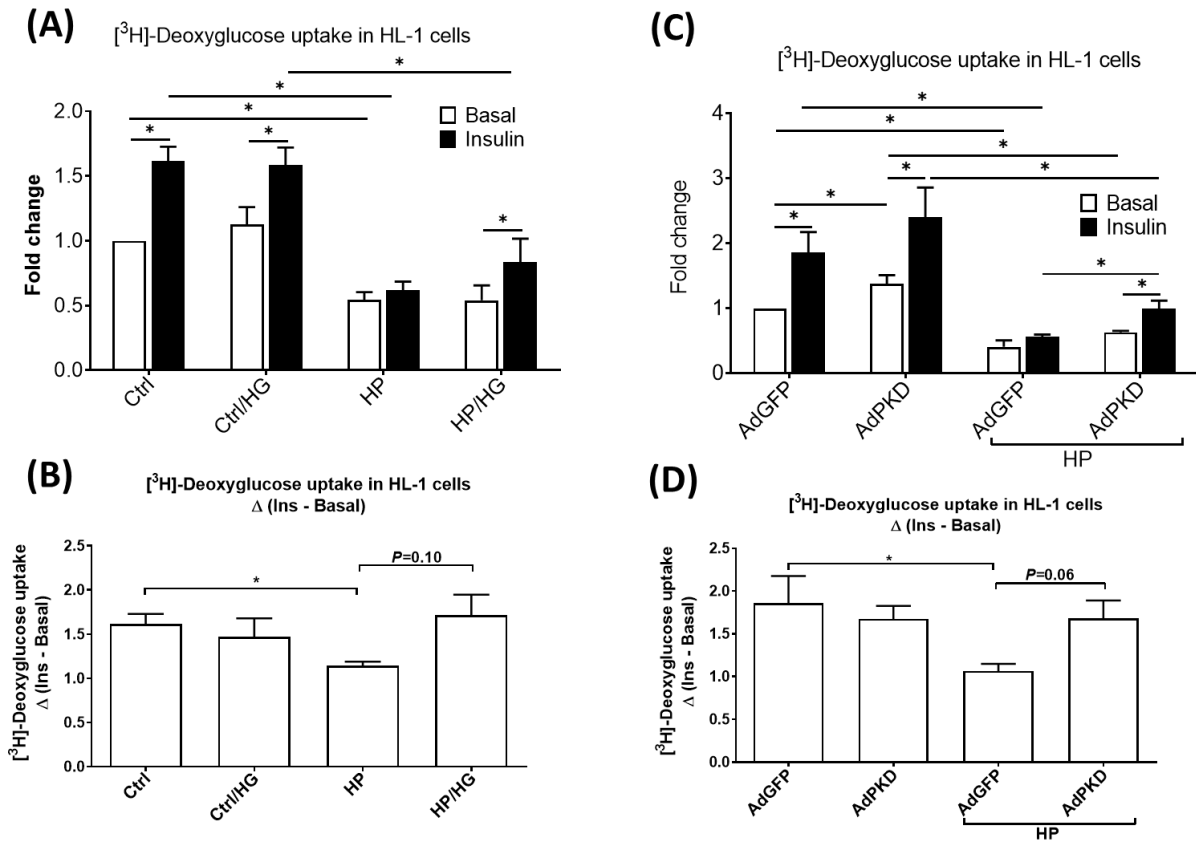 (A)
[³H]-Deoxyglucose uptake in HL-1 cells
*
*
*
*
*
*
Basal
Insulin
Fold change
2.0
1.5
1.0
0.5
0.0
Ctrl
Ctrl/HG
HP
HP/HG
(B)
[³H]-Deoxyglucose uptake in HL-1 cells
Δ (Ins - Basal)
[³H]-Deoxyglucose uptake
Δ (Ins - Basal)
2.5
2.0
1.5
1.0
0.5
0.0
*
P=0.10
Ctrl
Ctrl/HG
HP
HP/HG
(C)
[³H]-Deoxyglucose uptake in HL-1 cells
*
*
*
*
*
*
*
*
*
Basal
Insulin
Fold change
4
3
2
1
0
AdGFP
AdPKD
AdGFP
AdPKD
HP
(D)
[³H]-Deoxyglucose uptake in HL-1 cells
Δ (Ins - Basal)
[³H]-Deoxyglucose uptake
Δ (Ins - Basal)
2.5
2.0
1.5
1.0
0.5
0.0
*
P=0.06
AdGFP
AdPKD
AdGFP
AdPKD
HP